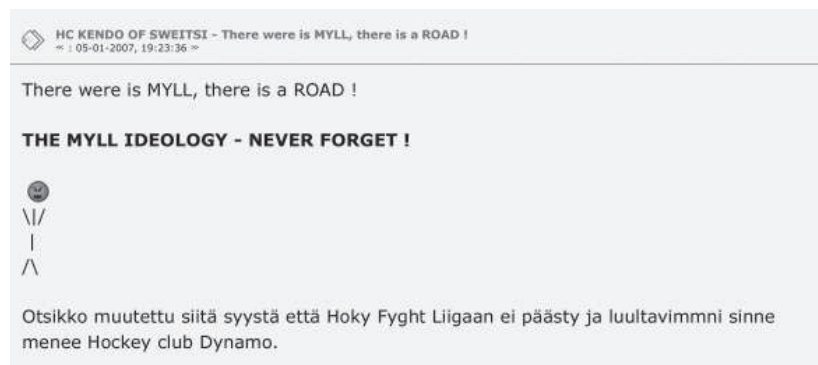 HC KENDO OF SWEITSI - There were is MYLL, there is a ROAD !
« : 05-01-2007, 19:23:36 »
There were is MYLL, there is a ROAD !
THE MYLL IDEOLOGY - NEVER FORGET !
\|/
|
/\
Otsikko muutettu siitä syystä että Hoky Fyght Liigaan ei päästy ja luultavimmni sinne
menee Hockey club Dynamo.